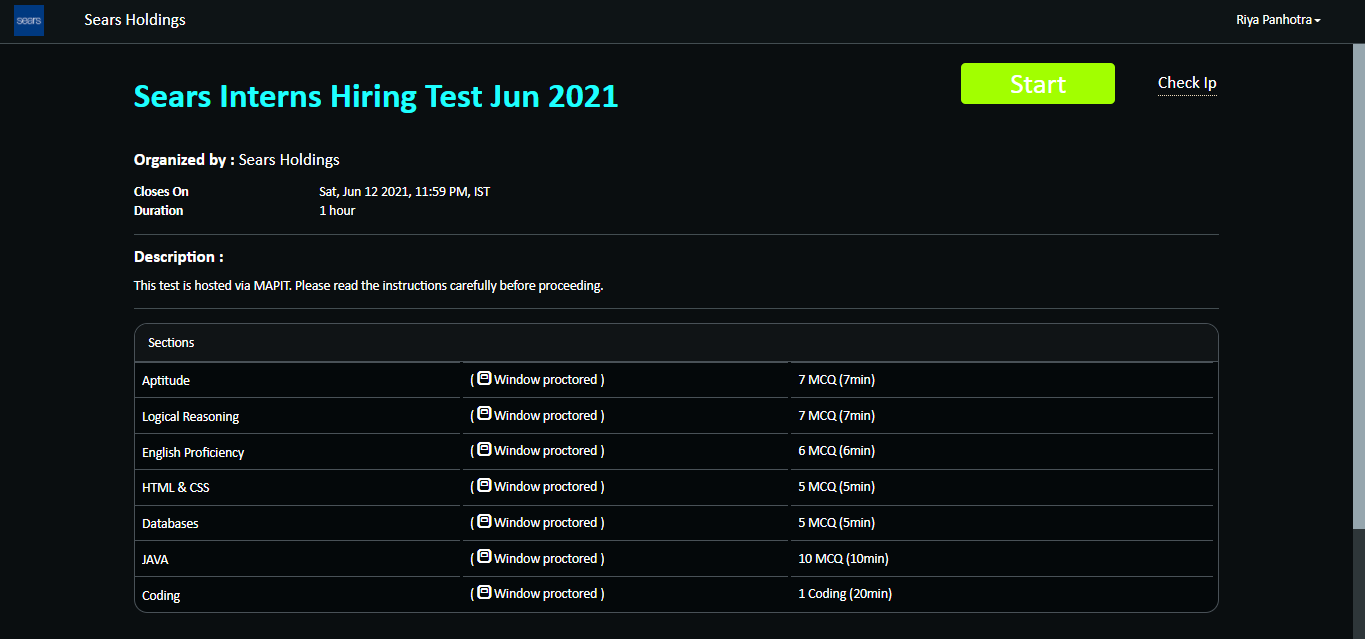 sears
Sears Holdings
Riya Panhotra
Sears Interns Hiring Test Jun 2021
Start
Check Ip
Organized by : Sears Holdings
Closes On Sat, Jun 12 2021, 11:59 PM, IST
Duration 1 hour
Description :
This test is hosted via MAPIT. Please read the instructions carefully before proceeding.
Sections
Aptitude ( Window proctored ) 7 MCQ (7min)
Logical Reasoning ( Window proctored ) 7 MCQ (7min)
English Proficiency ( Window proctored ) 6 MCQ (6min)
HTML & CSS ( Window proctored ) 5 MCQ (5min)
Databases ( Window proctored ) 5 MCQ (5min)
JAVA ( Window proctored ) 10 MCQ (10min)
Coding ( Window proctored ) 1 Coding (20min)